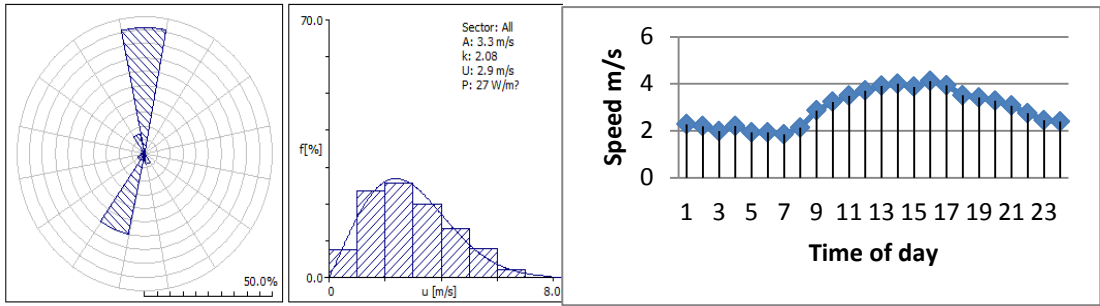 50.0%
70.0
Sector: All
A: 3.3 m/s
k: 2.08
U: 2.9 m/s
P: 27 W/m?
f[%]
0.0
0 u [m/s] 8.0
Speed m/s
6
4
2
0
1 3 5 7 9 11 13 15 17 19 21 23
Time of day